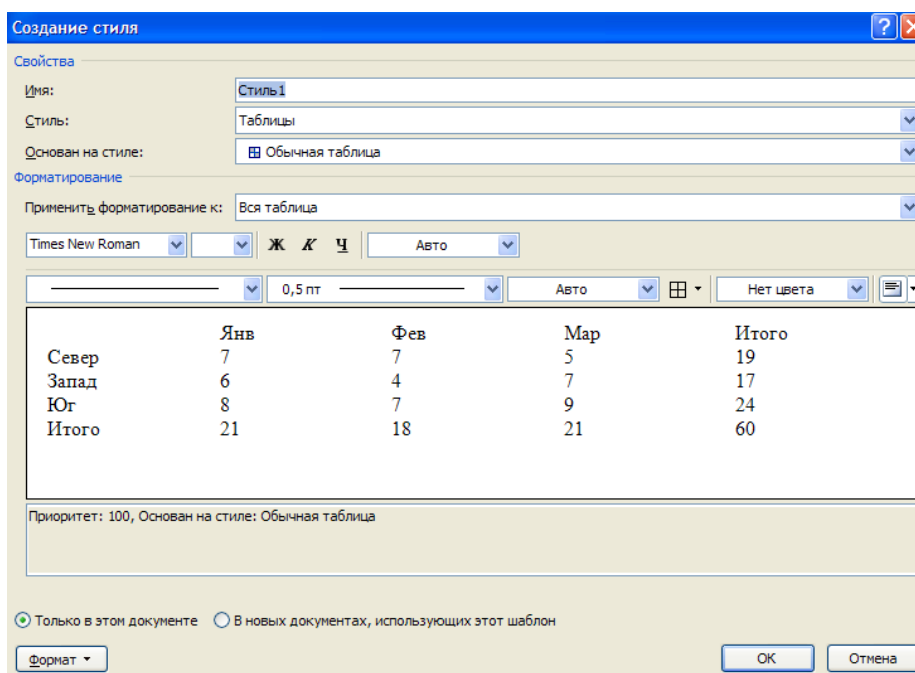 Создание стиля
Свойства
Имя: Стиль1
Стиль: Таблицы
Основан на стиле: Обычная таблица
Форматирование
Применить форматирование к: Вся таблица
Times New Roman Ж К Ч Авто
0,5 пт Авто Нет цвета
Янв Фев Мар Итого
Север 7 7 5 19
Запад 6 4 7 17
Юг 8 7 9 24
Итого 21 18 21 60
Приоритет: 100, Основан на стиле: Обычная таблица
Только в этом документе В новых документах, использующих этот шаблон
Формат ОК Отмена